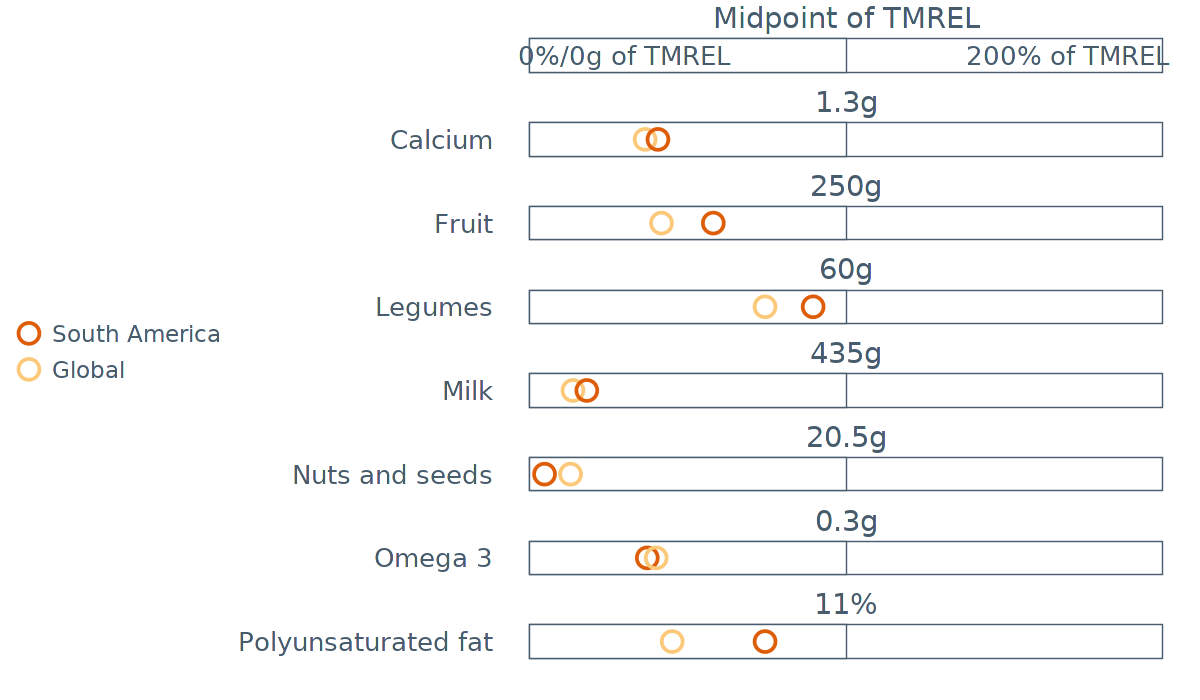 Midpoint of TMREL
0%/0g of TMREL 200% of TMREL
1.3g
Calcium
250g
Fruit
60g
Legumes
South America
435g
Global
Milk
20.5g
Nuts and seeds
0.3g
Omega 3
11%
Polyunsaturated fat